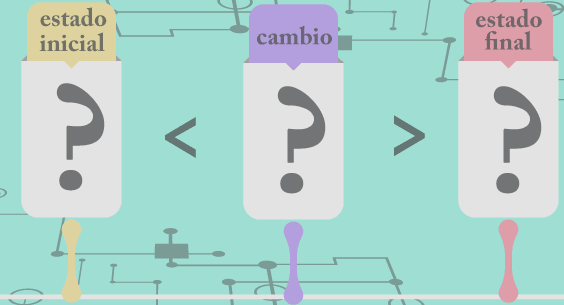 estado
inicial
cambio
estado
final
? < ? > ?